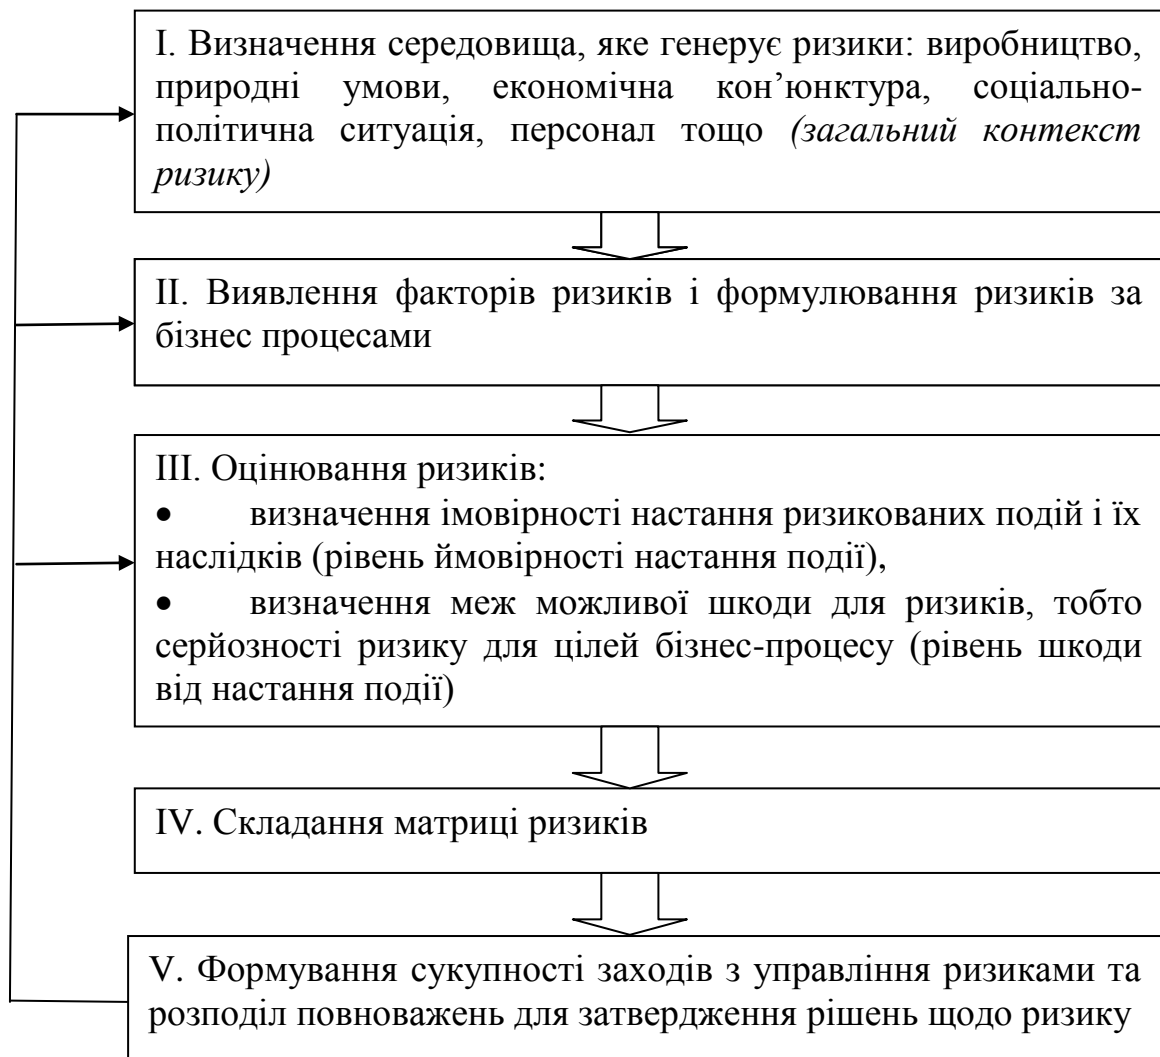 І. Визначення середовища, яке генерує ризики: виробництво,
природні умови, економічна кон’юнктура, соціально-
політична ситуація, персонал тощо (загальний контекст
ризику)
ІІ. Виявлення факторів ризиків і формулювання ризиків за
бізнес процесами
ІІІ. Оцінювання ризиків:
• визначення імовірності настання ризикованих подій і їх
наслідків (рівень ймовірності настання події),
• визначення меж можливої шкоди для ризиків, тобто
серйозності ризику для цілей бізнес-процесу (рівень шкоди
від настання події)
IV. Складання матриці ризиків
V. Формування сукупності заходів з управління ризиками та
розподіл повноважень для затвердження рішень щодо ризику